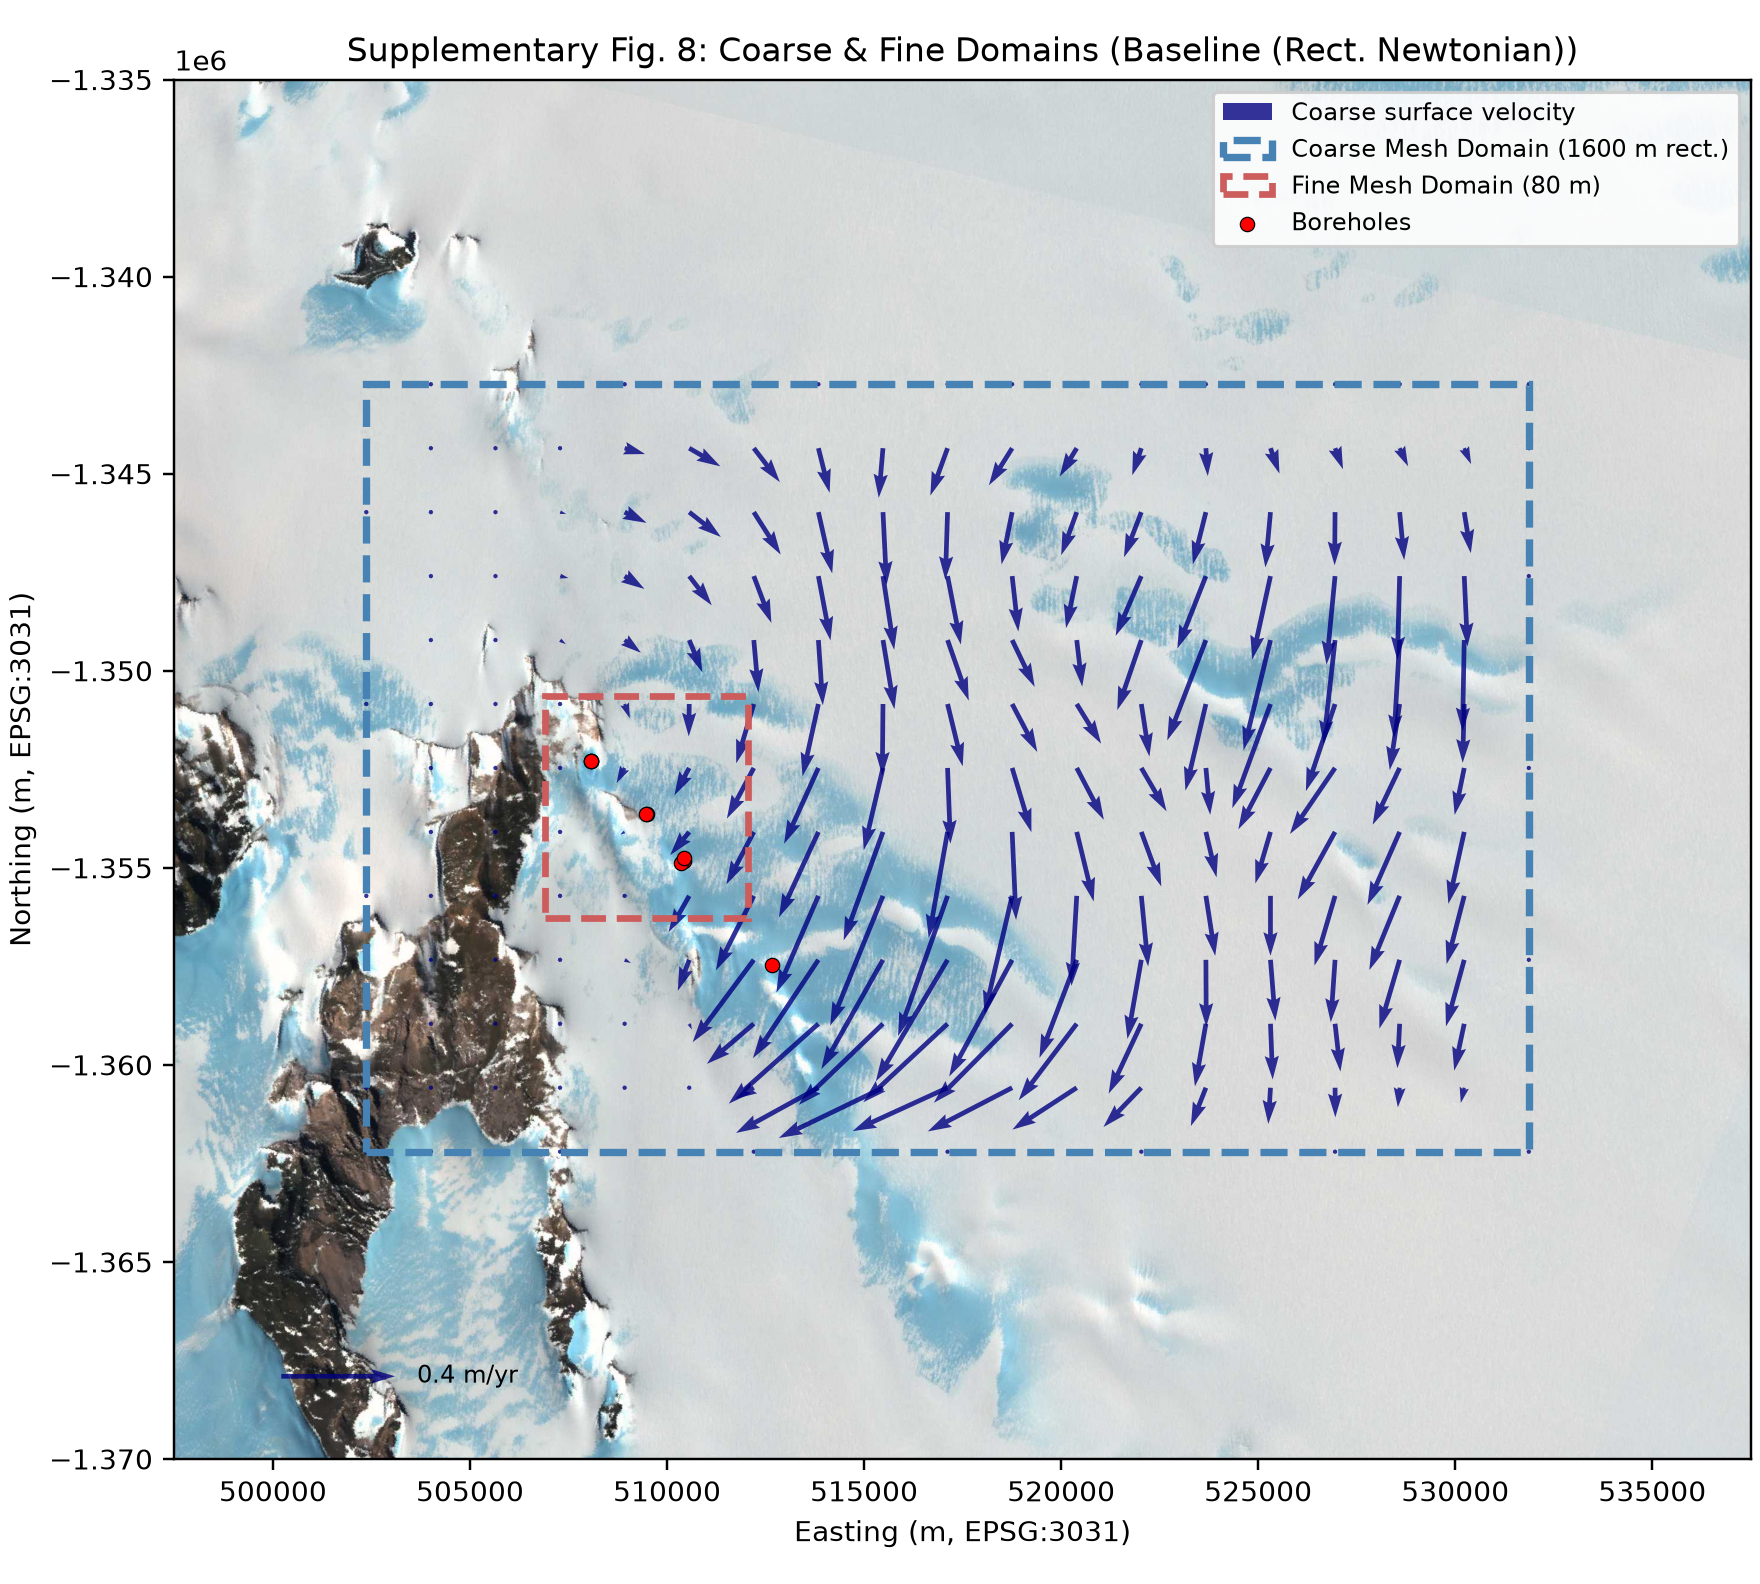 Supplementary Fig. 8: Coarse & Fine Domains (Baseline (Rect. Newtonian))
1e6
−1.335
−1.340
−1.345
−1.350
−1.355
−1.360
−1.365
−1.370
Northing (m, EPSG:3031)
Coarse surface velocity
Coarse Mesh Domain (1600 m rect.)
Fine Mesh Domain (80 m)
Boreholes
0.4 m/yr
500000 505000 510000 515000 520000 525000 530000 535000
Easting (m, EPSG:3031)